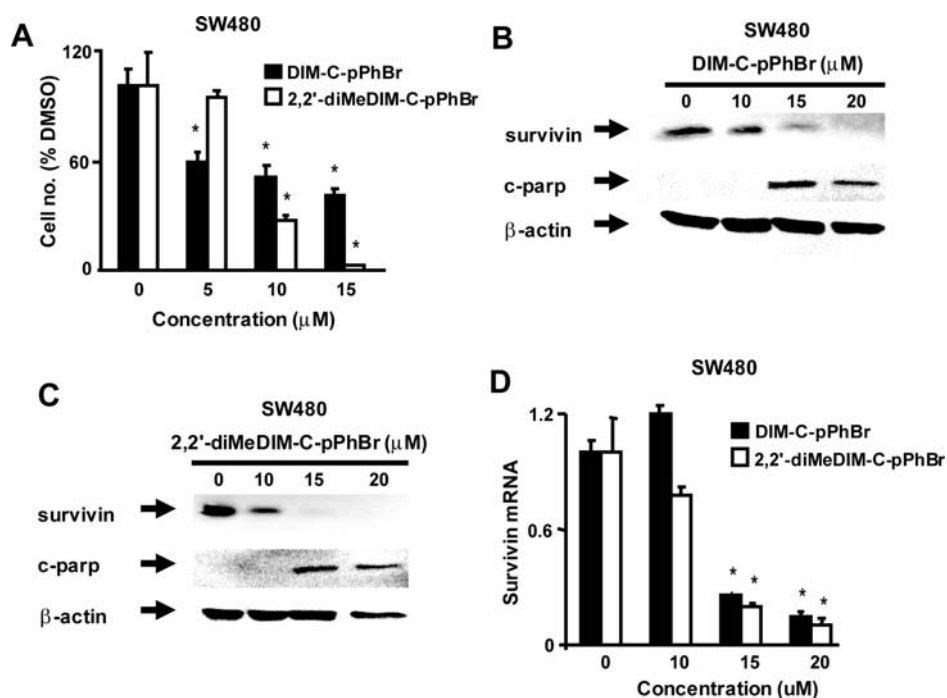 A
SW480
120
60
0
Cell no. (% DMSO)
DIM-C-pPhBr
2,2'-diMeDIM-C-pPhBr
* * * * *
0 5 10 15
Concentration (μM)
B
SW480
DIM-C-pPhBr (μM)
0 10 15 20
survivin
c-parp
β-actin
C
SW480
2,2'-diMeDIM-C-pPhBr (μM)
0 10 15 20
survivin
c-parp
β-actin
D
SW480
1.2
0.6
0
Survivin mRNA
DIM-C-pPhBr
2,2'-diMeDIM-C-pPhBr
* * * *
0 10 15 20
Concentration (uM)